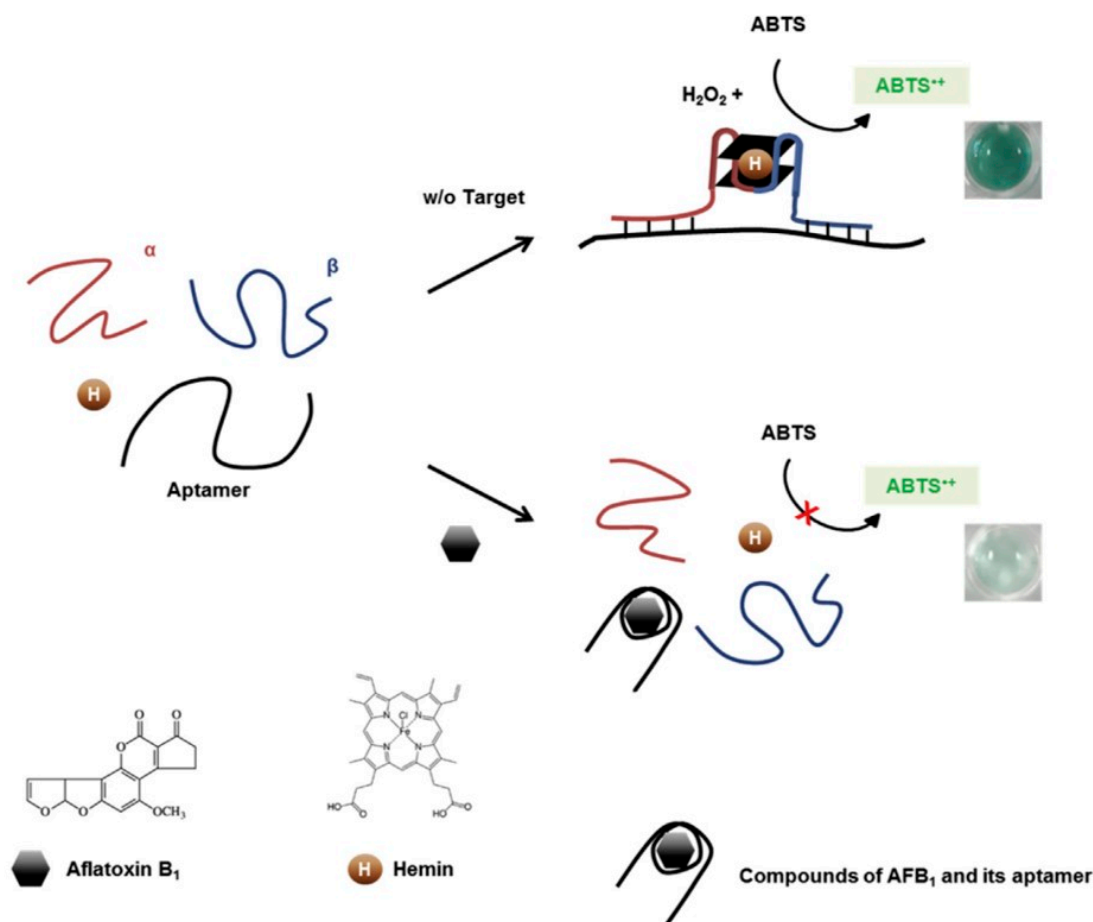 ABTS
ABTS•+
H₂O₂ +
H
w/o Target
α
β
H
Aptamer
ABTS
ABTS•+
H
Cl
N
N
Fe
N
N
HO
O
HO
O
O
O
O
O
O
OCH₃
Aflatoxin B₁
H
Hemin
Compounds of AFB₁ and its aptamer